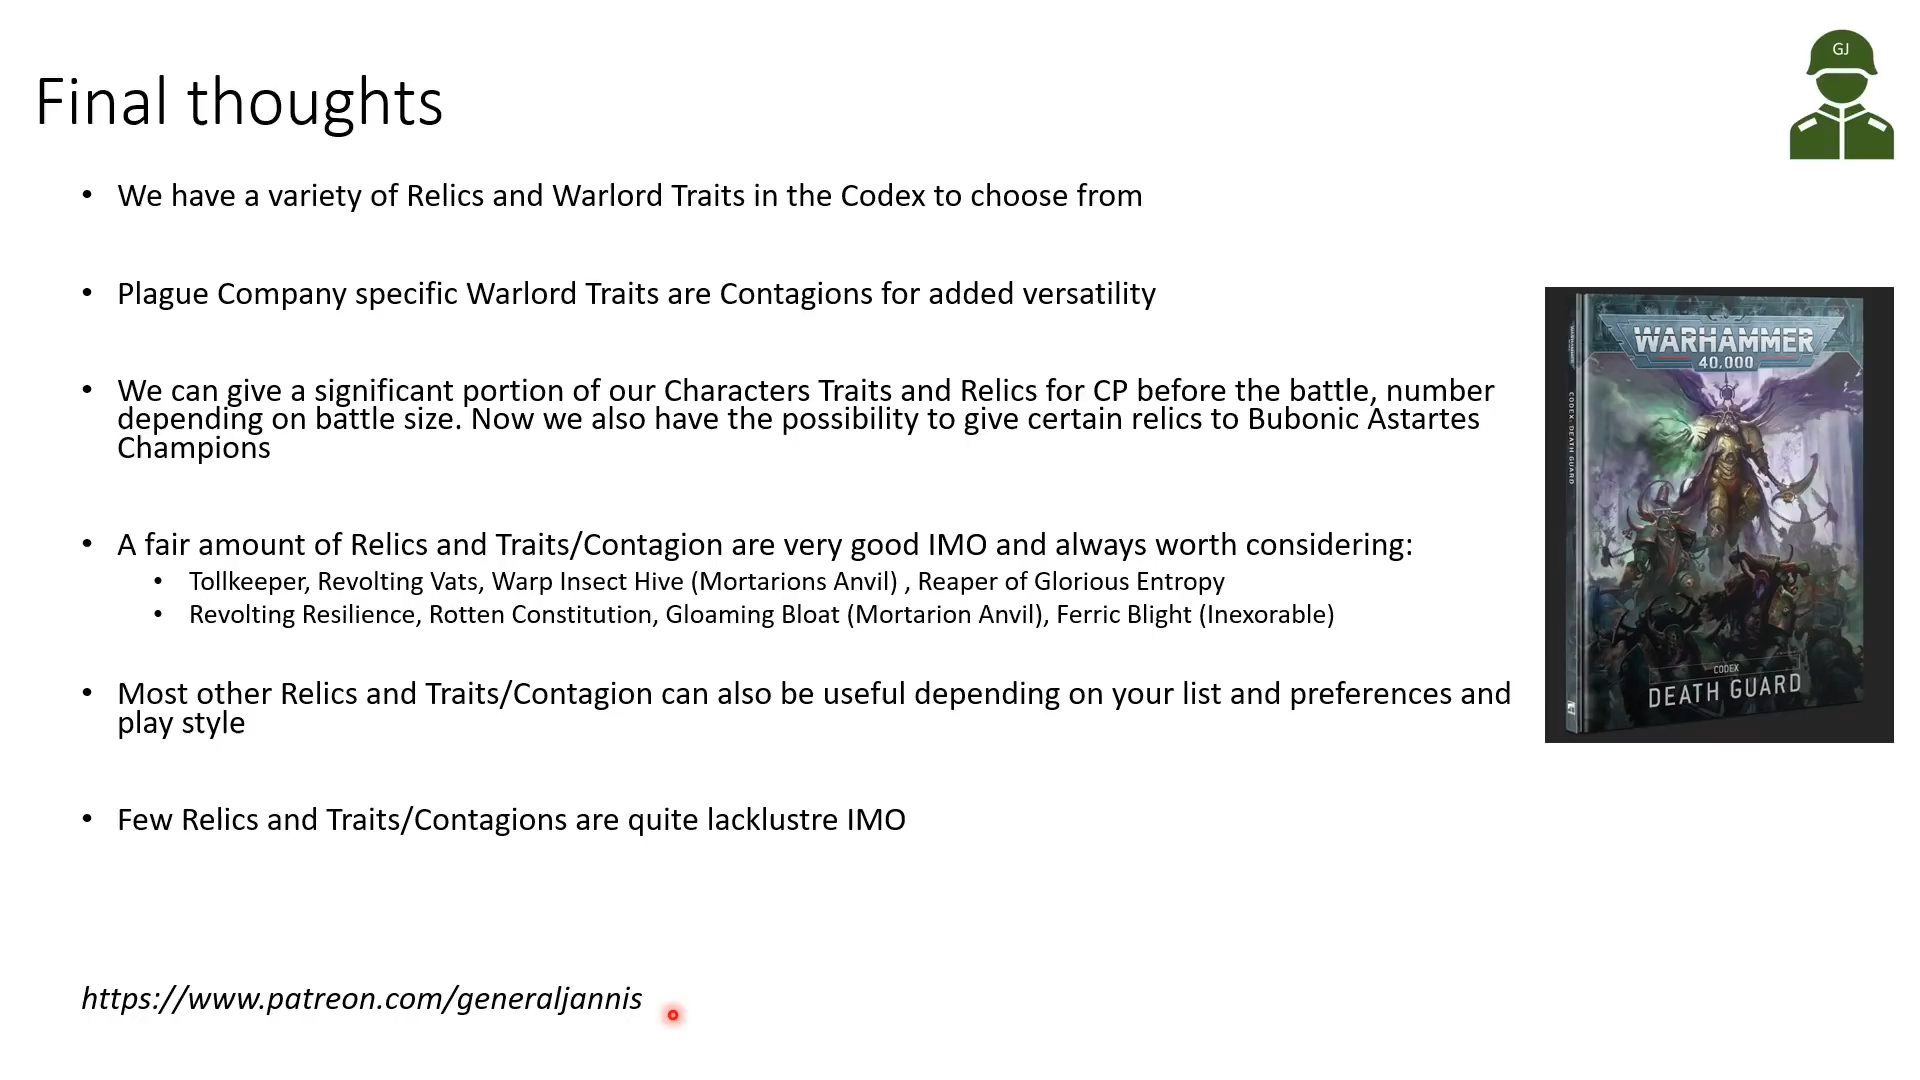 GJ
Final thoughts
• We have a variety of Relics and Warlord Traits in the Codex to choose from
• Plague Company specific Warlord Traits are Contagions for added versatility
• We can give a significant portion of our Characters Traits and Relics for CP before the battle, number
depending on battle size. Now we also have the possibility to give certain relics to Bubonic Astartes
Champions
• A fair amount of Relics and Traits/Contagion are very good IMO and always worth considering:
• Tollkeeper, Revolting Vats, Warp Insect Hive (Mortarions Anvil) , Reaper of Glorious Entropy
• Revolting Resilience, Rotten Constitution, Gloaming Bloat (Mortarion Anvil), Ferric Blight (Inexorable)
• Most other Relics and Traits/Contagion can also be useful depending on your list and preferences and
play style
• Few Relics and Traits/Contagions are quite lacklustre IMO
https://www.patreon.com/generaljannis
WARHAMMER
40,000
CODEX: DEATH GUARD
CODEX
DEATH GUARD